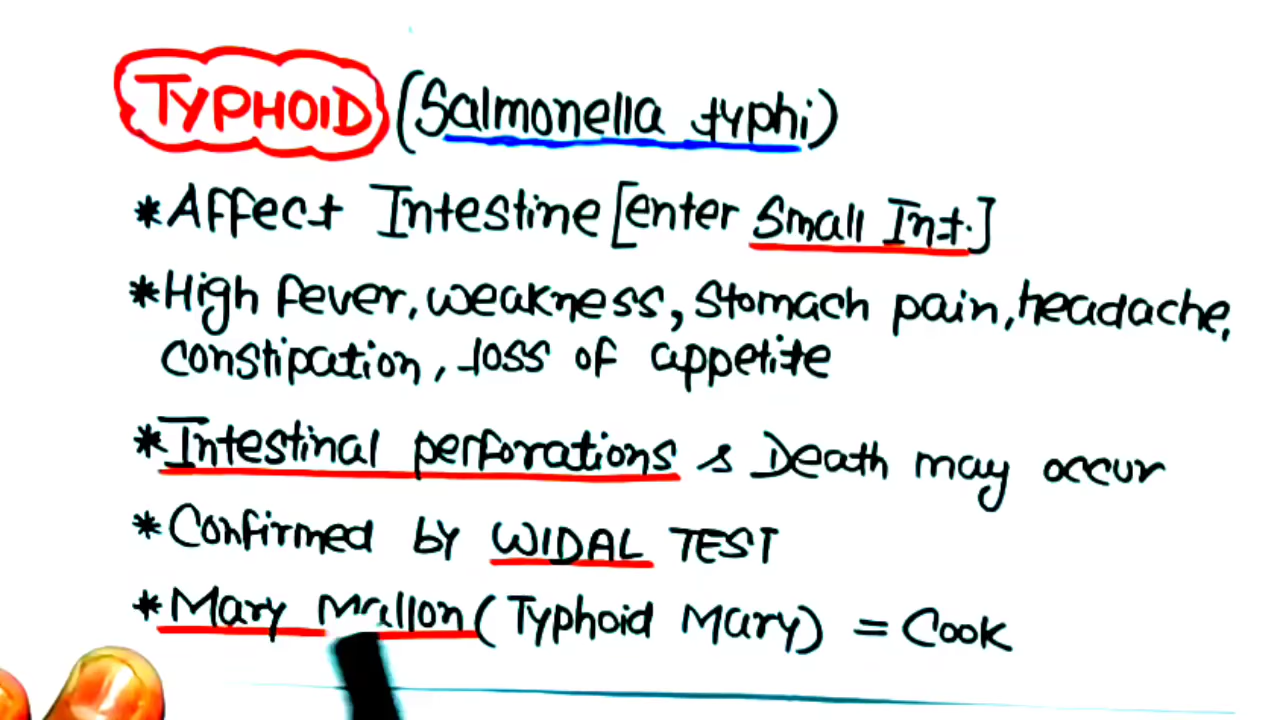 TYPHOID (Salmonella typhi)
* Affect Intestine [enter Small Int.]
* High fever, weakness, Stomach pain, headache,
constipation, loss of appetite
* Intestinal perforations & Death may occur
* Confirmed by WIDAL TEST
* Mary Mallon (Typhoid Mary) = Cook